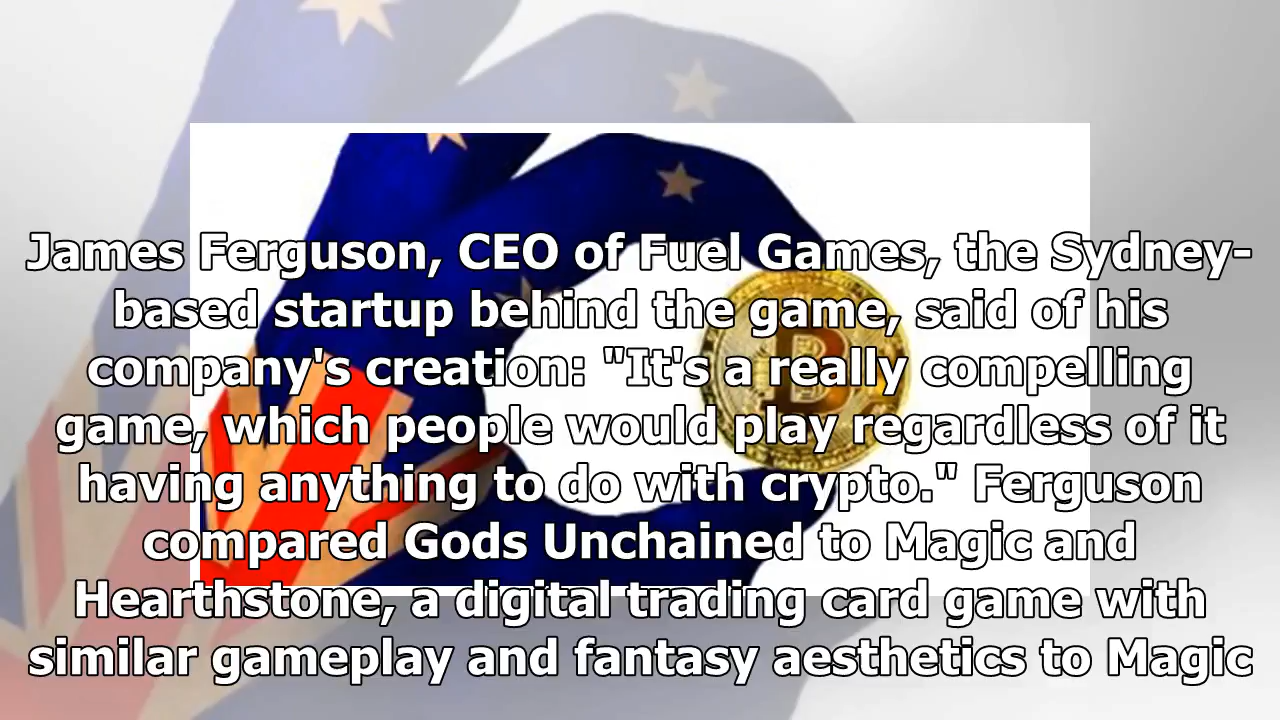 James Ferguson, CEO of Fuel Games, the Sydney-
based startup behind the game, said of his
company's creation: "It's a really compelling
game, which people would play regardless of it
having anything to do with crypto." Ferguson
compared Gods Unchained to Magic and
Hearthstone, a digital trading card game with
similar gameplay and fantasy aesthetics to Magic